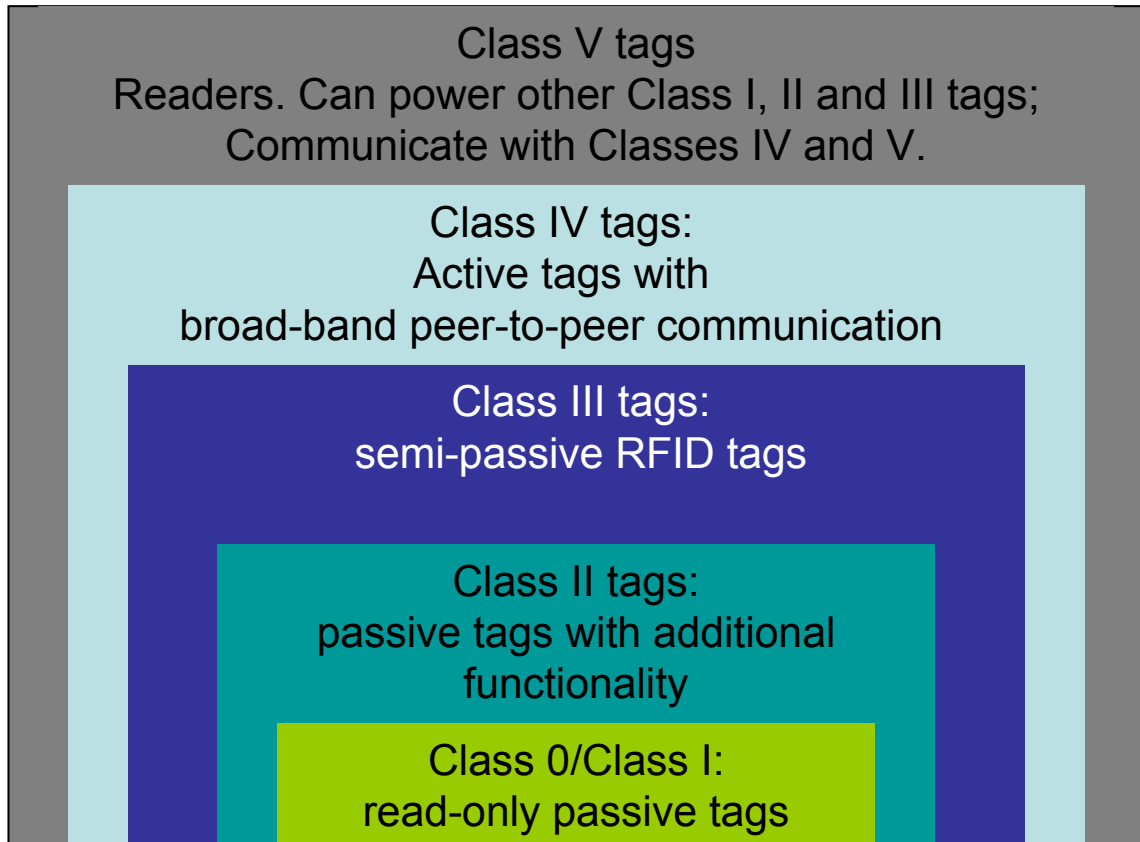 Class V tags
Readers. Can power other Class I, II and III tags;
Communicate with Classes IV and V.
Class IV tags:
Active tags with
broad-band peer-to-peer communication
Class III tags:
semi-passive RFID tags
Class II tags:
passive tags with additional
functionality
Class 0/Class I:
read-only passive tags